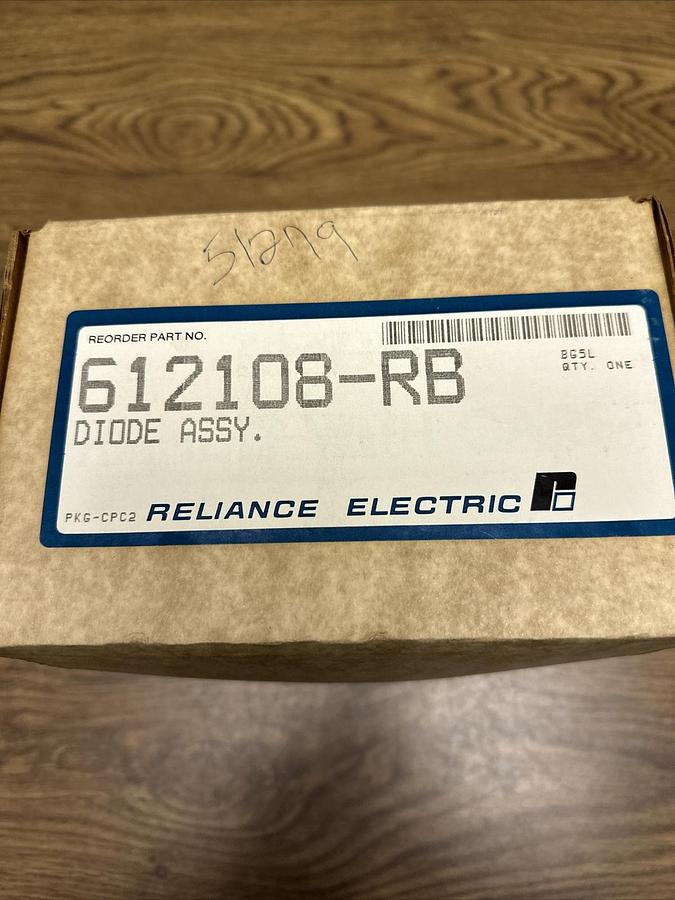 51279
REORDER PART NO.
612108-RB
BG5L
QTY. ONE
DIODE ASSY.
PKG-CPC2 RELIANCE ELECTRIC